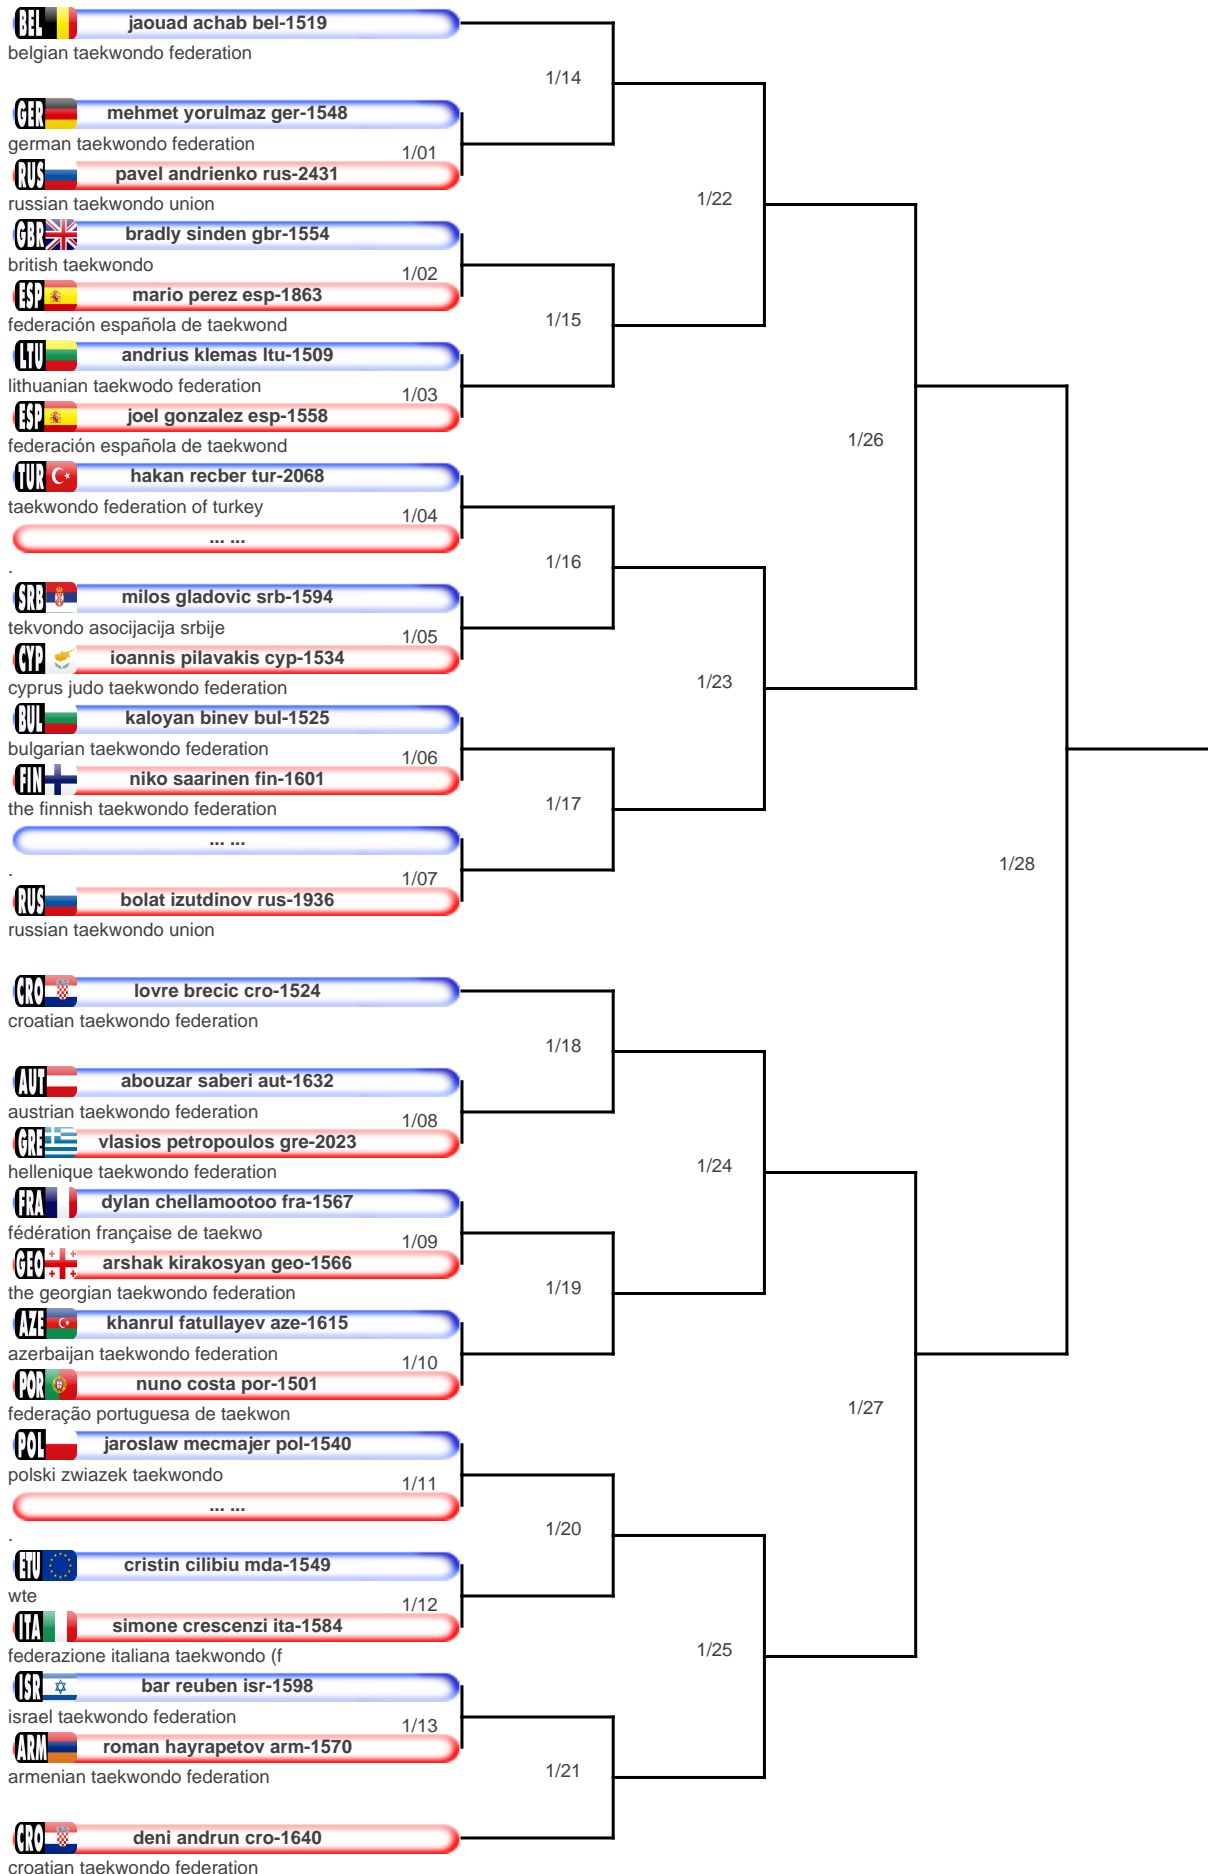 BEL jaouad achab bel-1519
belgian taekwondo federation
1/14
GER mehmet yorulmaz ger-1548
german taekwondo federation
1/01
RUS pavel andrienko rus-2431
russian taekwondo union
1/22
GBR bradly sinden gbr-1554
british taekwondo
1/02
ESP mario perez esp-1863
federación española de taekwond
1/15
LTU andrius klemas ltu-1509
lithuanian taekwodo federation
1/03
ESP joel gonzalez esp-1558
federación española de taekwond
1/26
TUR hakan recber tur-2068
taekwondo federation of turkey
1/04
... ...
.
1/16
SRB milos gladovic srb-1594
tekvondo asocijacija srbije
1/05
CYP ioannis pilavakis cyp-1534
cyprus judo taekwondo federation
1/23
BUL kaloyan binev bul-1525
bulgarian taekwondo federation
1/06
FIN niko saarinen fin-1601
the finnish taekwondo federation
1/17
... ...
.
1/07
1/28
RUS bolat izutdinov rus-1936
russian taekwondo union
CRO lovre brecic cro-1524
croatian taekwondo federation
1/18
AUT abouzar saberi aut-1632
austrian taekwondo federation
1/08
GRE vlasios petropoulos gre-2023
hellenique taekwondo federation
1/24
FRA dylan chellamootoo fra-1567
fédération française de taekwo
1/09
GEO arshak kirakosyan geo-1566
the georgian taekwondo federation
1/19
AZE khanrul fatullayev aze-1615
azerbaijan taekwondo federation
1/10
POR nuno costa por-1501
federação portuguesa de taekwon
1/27
POL jaroslaw mecmajer pol-1540
polski zwiazek taekwondo
1/11
... ...
.
1/20
ETU cristin cilibiu mda-1549
wte
1/12
ITA simone crescenzi ita-1584
federazione italiana taekwondo (f
1/25
ISR bar reuben isr-1598
israel taekwondo federation
1/13
ARM roman hayrapetov arm-1570
armenian taekwondo federation
1/21
CRO deni andrun cro-1640
croatian taekwondo federation